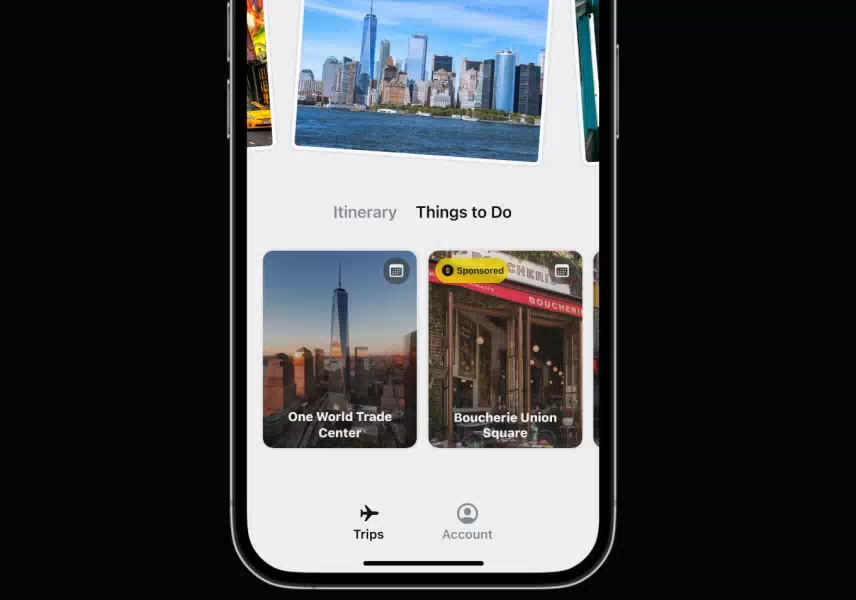 Itinerary Things to Do
$ Sponsored
BOUCHERIE
One World Trade
Center
Boucherie Union
Square
Trips
Account